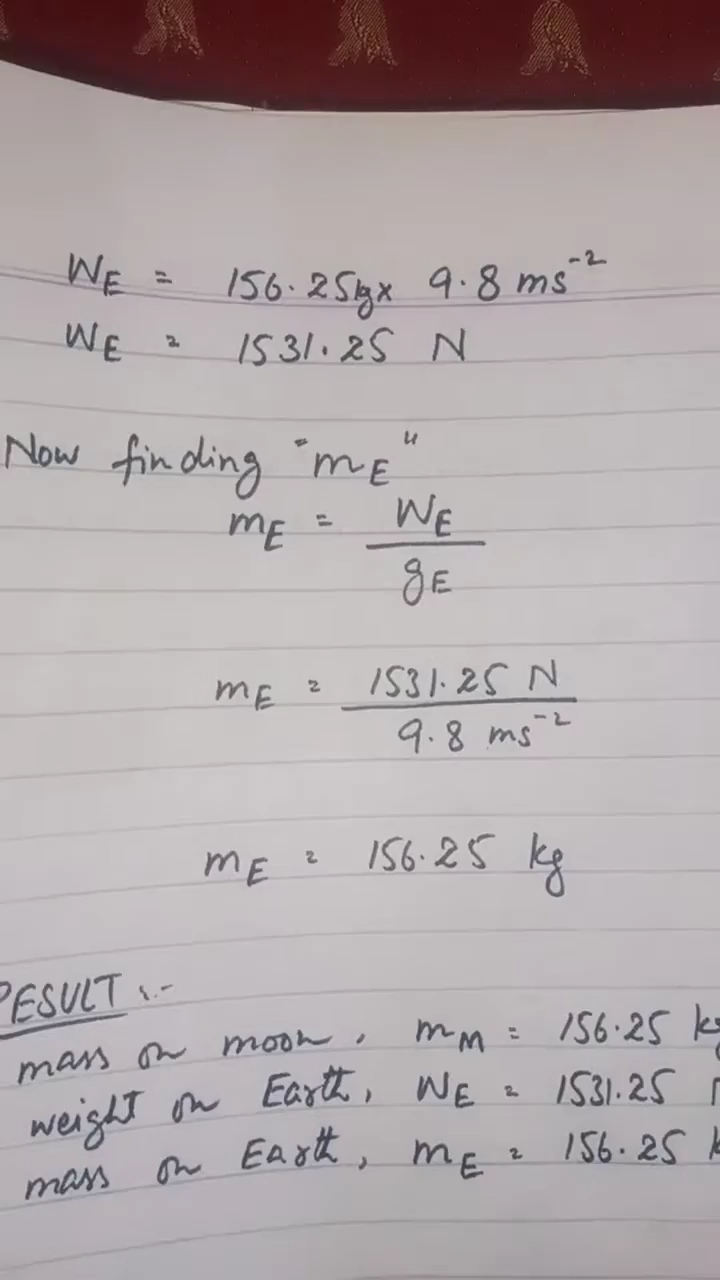 WE = 156.25kg x 9.8 ms⁻²
WE = 1531.25 N
Now finding "mE"
mE = WE
gE
mE = 1531.25 N
9.8 ms⁻²
mE = 156.25 kg
RESULT :-
mass on moon, mM = 156.25 kg
weight on Earth, WE = 1531.25
mass on Earth, mE = 156.25 k